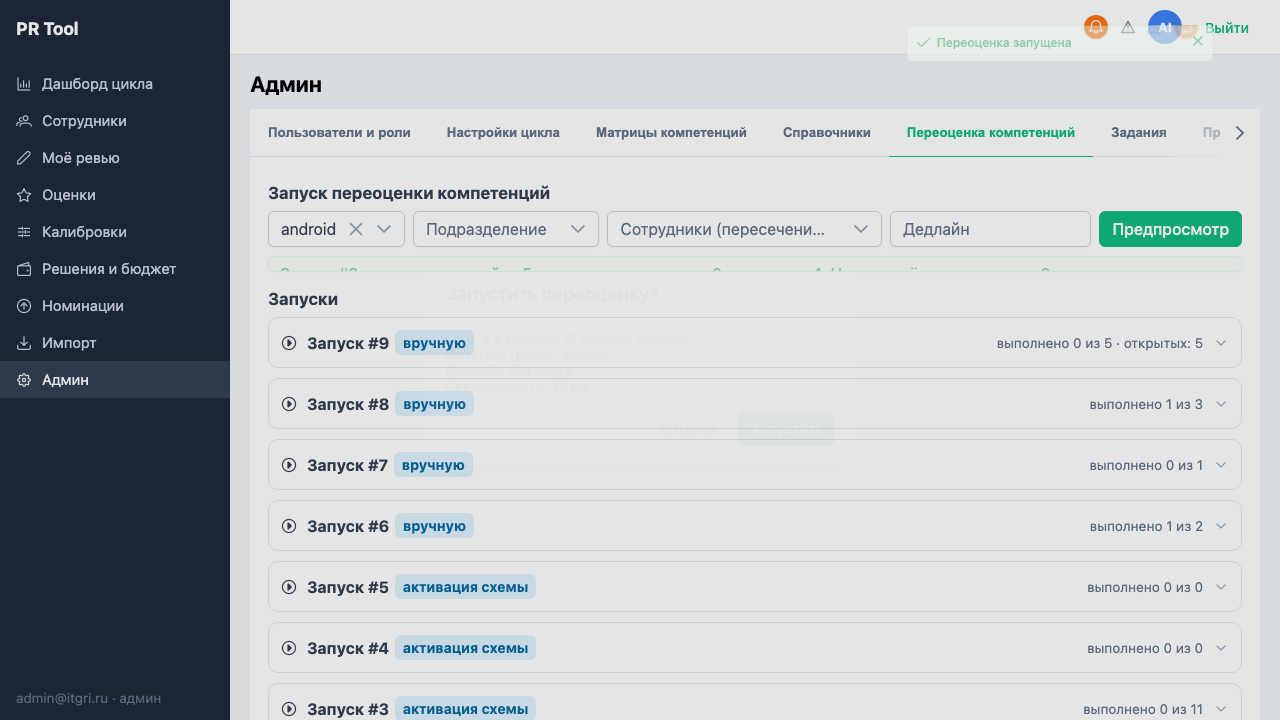 PR Tool
Дашборд цикла
Сотрудники
Моё ревью
Оценки
Калибровки
Решения и бюджет
Номинации
Импорт
Админ
admin@itgri.ru · админ
AI
Выйти
Переоценка запущена
Админ
Пользователи и роли
Настройки цикла
Матрицы компетенций
Справочники
Переоценка компетенций
Задания
Пр
Запуск переоценки компетенций
android
Подразделение
Сотрудники (пересечени...
Дедлайн
Предпросмотр
Запустить переоценку?
Запуски
Запуск #9 вручную выполнено 0 из 5 · открытых: 5
Запуск #8 вручную выполнено 1 из 3
Запуск #7 вручную выполнено 0 из 1
Запуск #6 вручную выполнено 1 из 2
Запуск #5 активация схемы выполнено 0 из 0
Запуск #4 активация схемы выполнено 0 из 0
Запуск #3 активация схемы выполнено 0 из 11